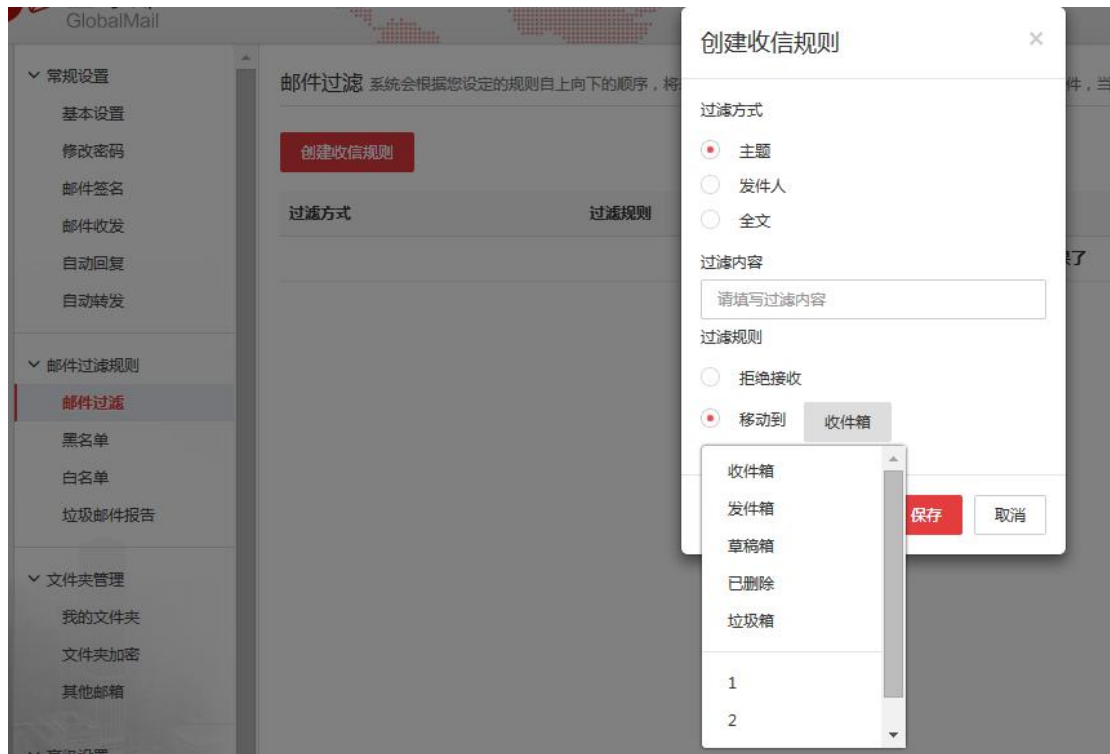 GlobalMail
常规设置
基本设置
修改密码
邮件签名
邮件收发
自动回复
自动转发
邮件过滤规则
邮件过滤
黑名单
白名单
垃圾邮件报告
文件夹管理
我的文件夹
文件夹加密
其他邮箱
邮件过滤 系统会根据您设定的规则自上向下的顺序，将
件，当
创建收信规则
过滤方式 过滤规则
了
创建收信规则 ×
过滤方式
主题
发件人
全文
过滤内容
请填写过滤内容
过滤规则
拒绝接收
移动到 收件箱
收件箱
发件箱
草稿箱
已删除
垃圾箱
1
2
保存 取消